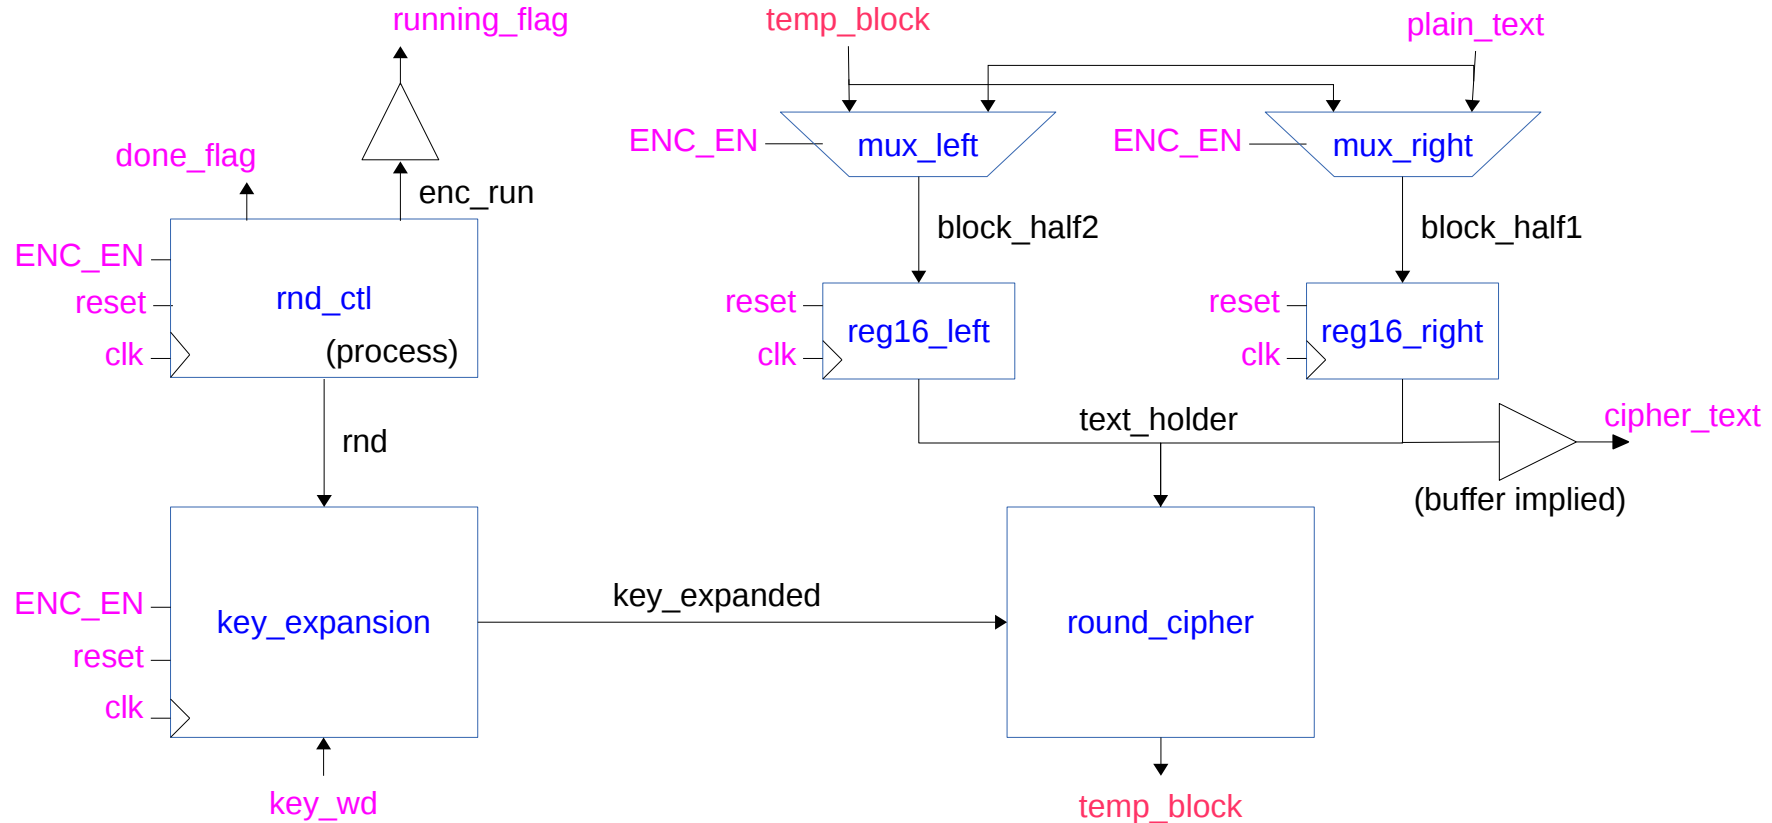 running_flag
temp_block
plain_text
done_flag
enc_run
ENC_EN
mux_left
ENC_EN
mux_right
block_half2
block_half1
ENC_EN
reset
clk
rnd_ctl
(process)
reset
clk
reg16_left
reset
clk
reg16_right
rnd
text_holder
cipher_text
(buffer implied)
ENC_EN
reset
clk
key_expansion
key_expanded
round_cipher
key_wd
temp_block